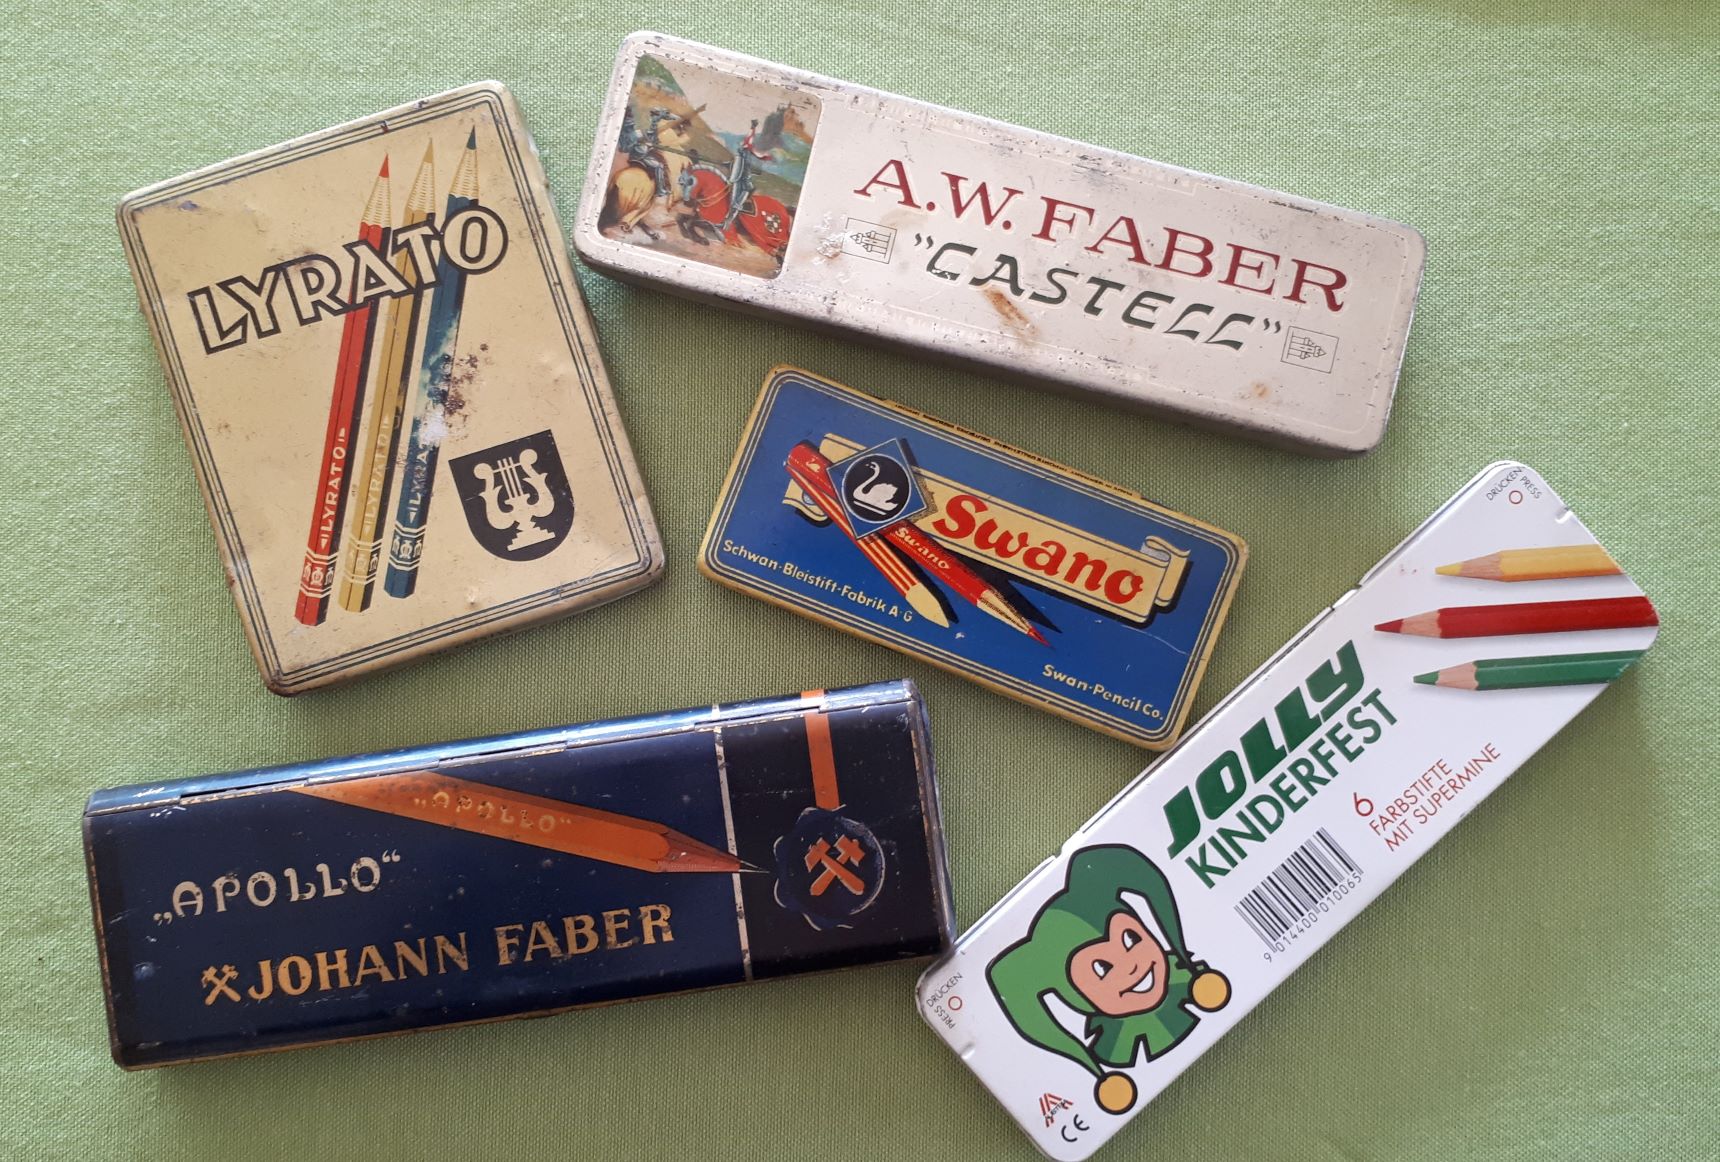 LYRATO
LYRATO
LYRATO
LYRA
A.W. FABER
"CASTELL"
Swano
Swano
Schwan-Bleistift-Fabrik A·G
Swan-Pencil Co.
„APOLLO“
„APOLLO“
JOHANN FABER
DRÜCKEN
PRESS
JOLLY
KINDERFEST
6
FARBSTIFTE
MIT SUPERMINE
9 014400 010065
DRÜCKEN
PRESS
CE